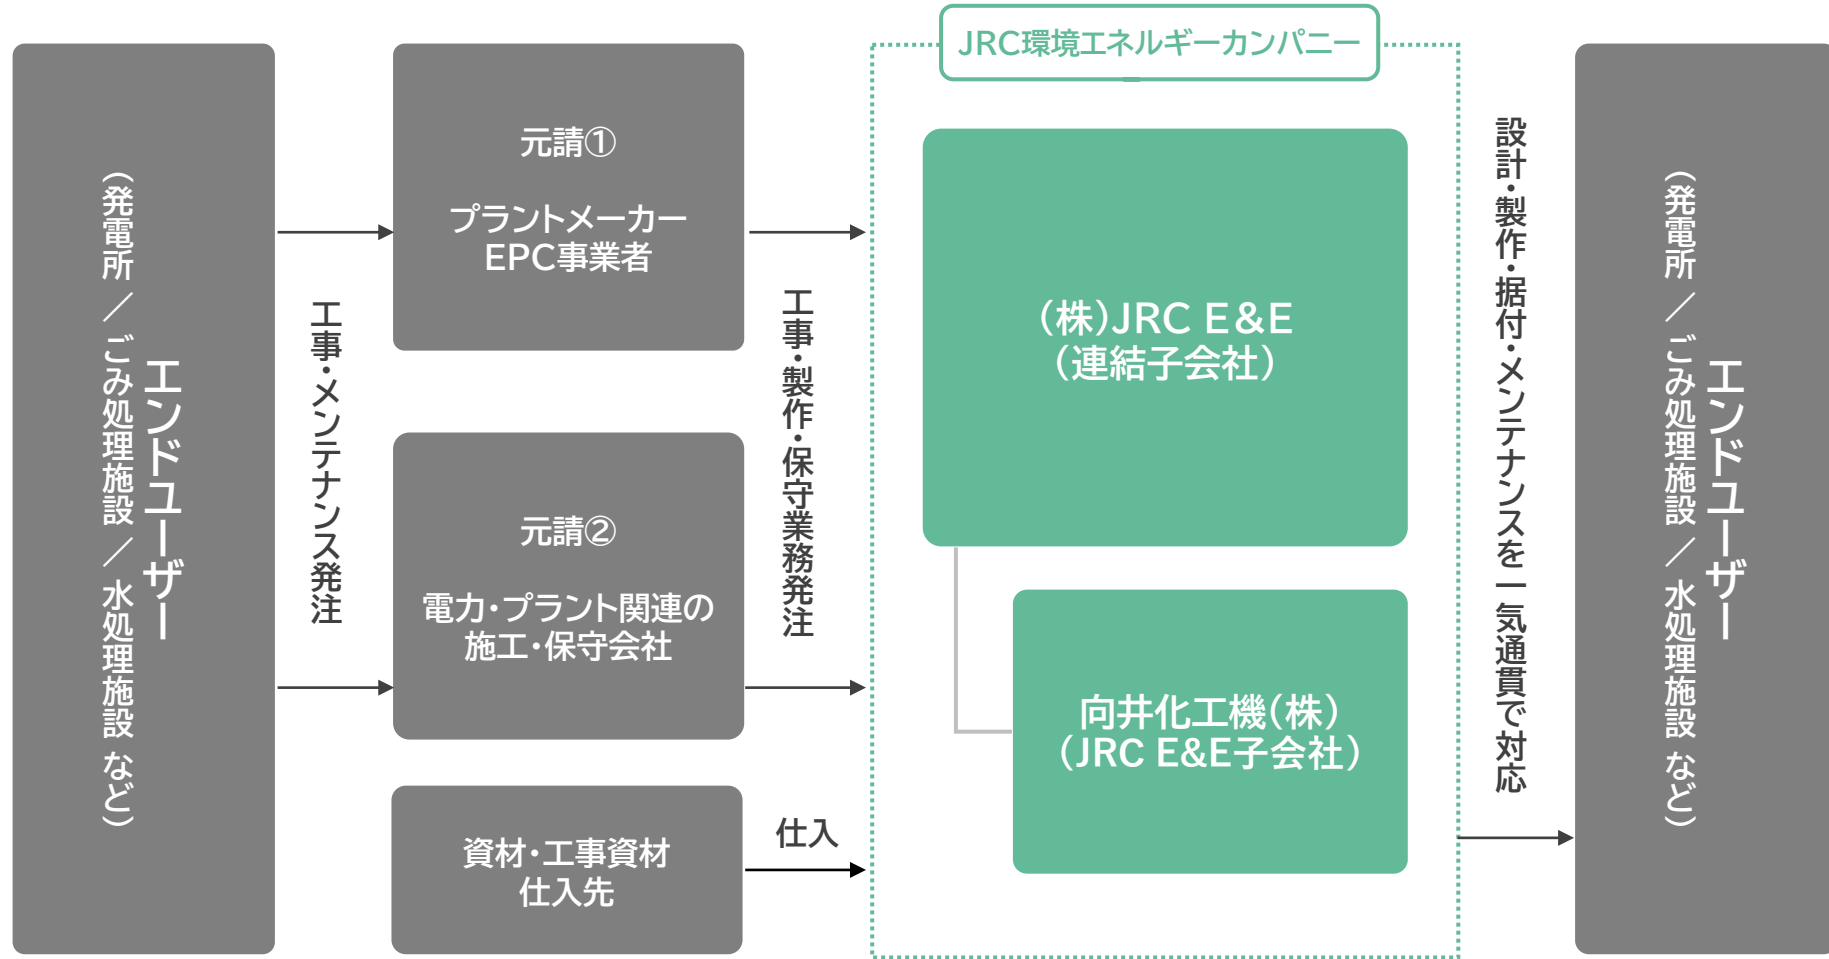 エンドユーザー
（発電所 ／ ごみ処理施設 ／ 水処理施設 など）
工事・メンテナンス発注
元請①
プラントメーカー
EPC事業者
元請②
電力・プラント関連の
施工・保守会社
資材・工事資材
仕入先
工事・製作・保守業務発注
仕入
JRC環境エネルギーカンパニー
（株）JRC E&E
（連結子会社）
向井化工機（株）
（JRC E&E子会社）
設計・製作・据付・メンテナンスを一気通貫で対応
エンドユーザー
（発電所 ／ ごみ処理施設 ／ 水処理施設 など）